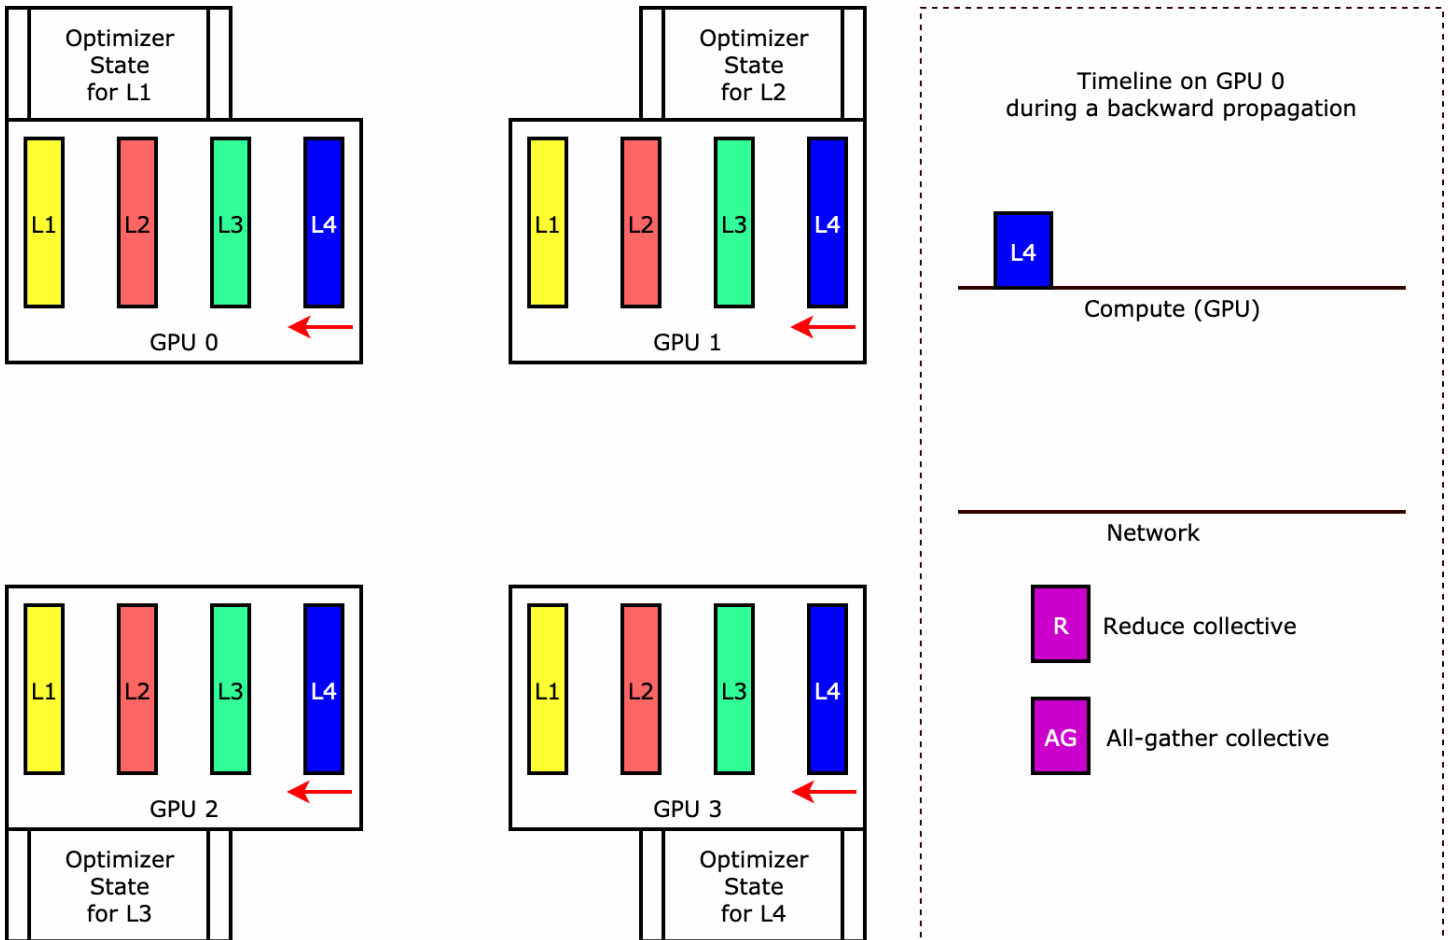 Optimizer
State
for L1
L1
L2
L3
L4
GPU 0
Optimizer
State
for L2
L1
L2
L3
L4
GPU 1
L1
L2
L3
L4
GPU 2
Optimizer
State
for L3
L1
L2
L3
L4
GPU 3
Optimizer
State
for L4
Timeline on GPU 0
during a backward propagation
L4
Compute (GPU)
Network
R
Reduce collective
AG
All-gather collective